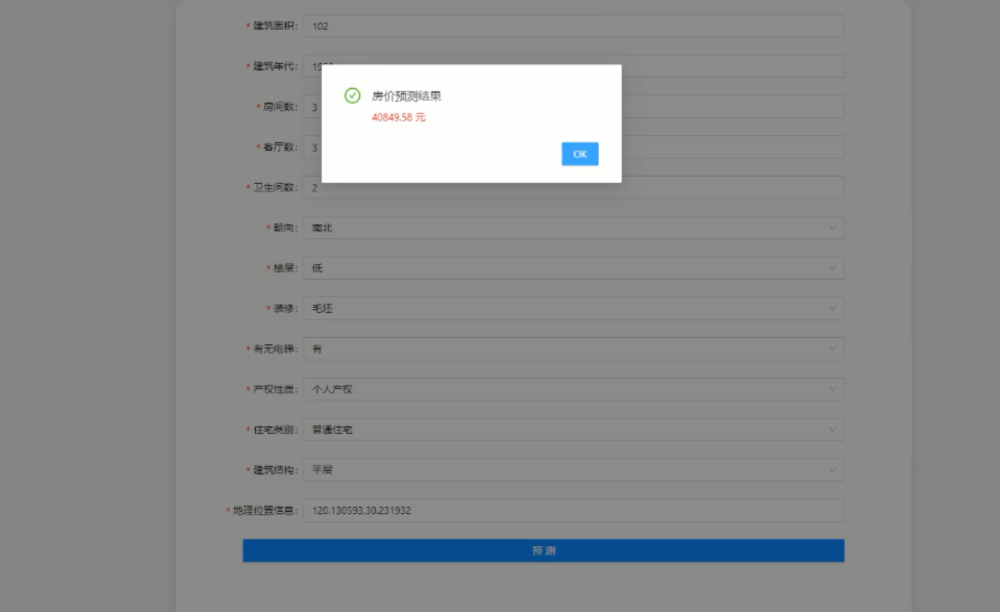 * 建筑面积: 102
* 建筑年代:
房价预测结果
40849.58 元
OK
* 房间数: 3
* 客厅数: 3
* 卫生间数: 2
* 朝向: 南北
* 楼层: 低
* 装修: 毛坯
* 有无电梯: 有
* 产权性质: 个人产权
* 住宅类别: 普通住宅
* 建筑结构: 平层
* 地理位置信息: 120.130593,30.231932
预测